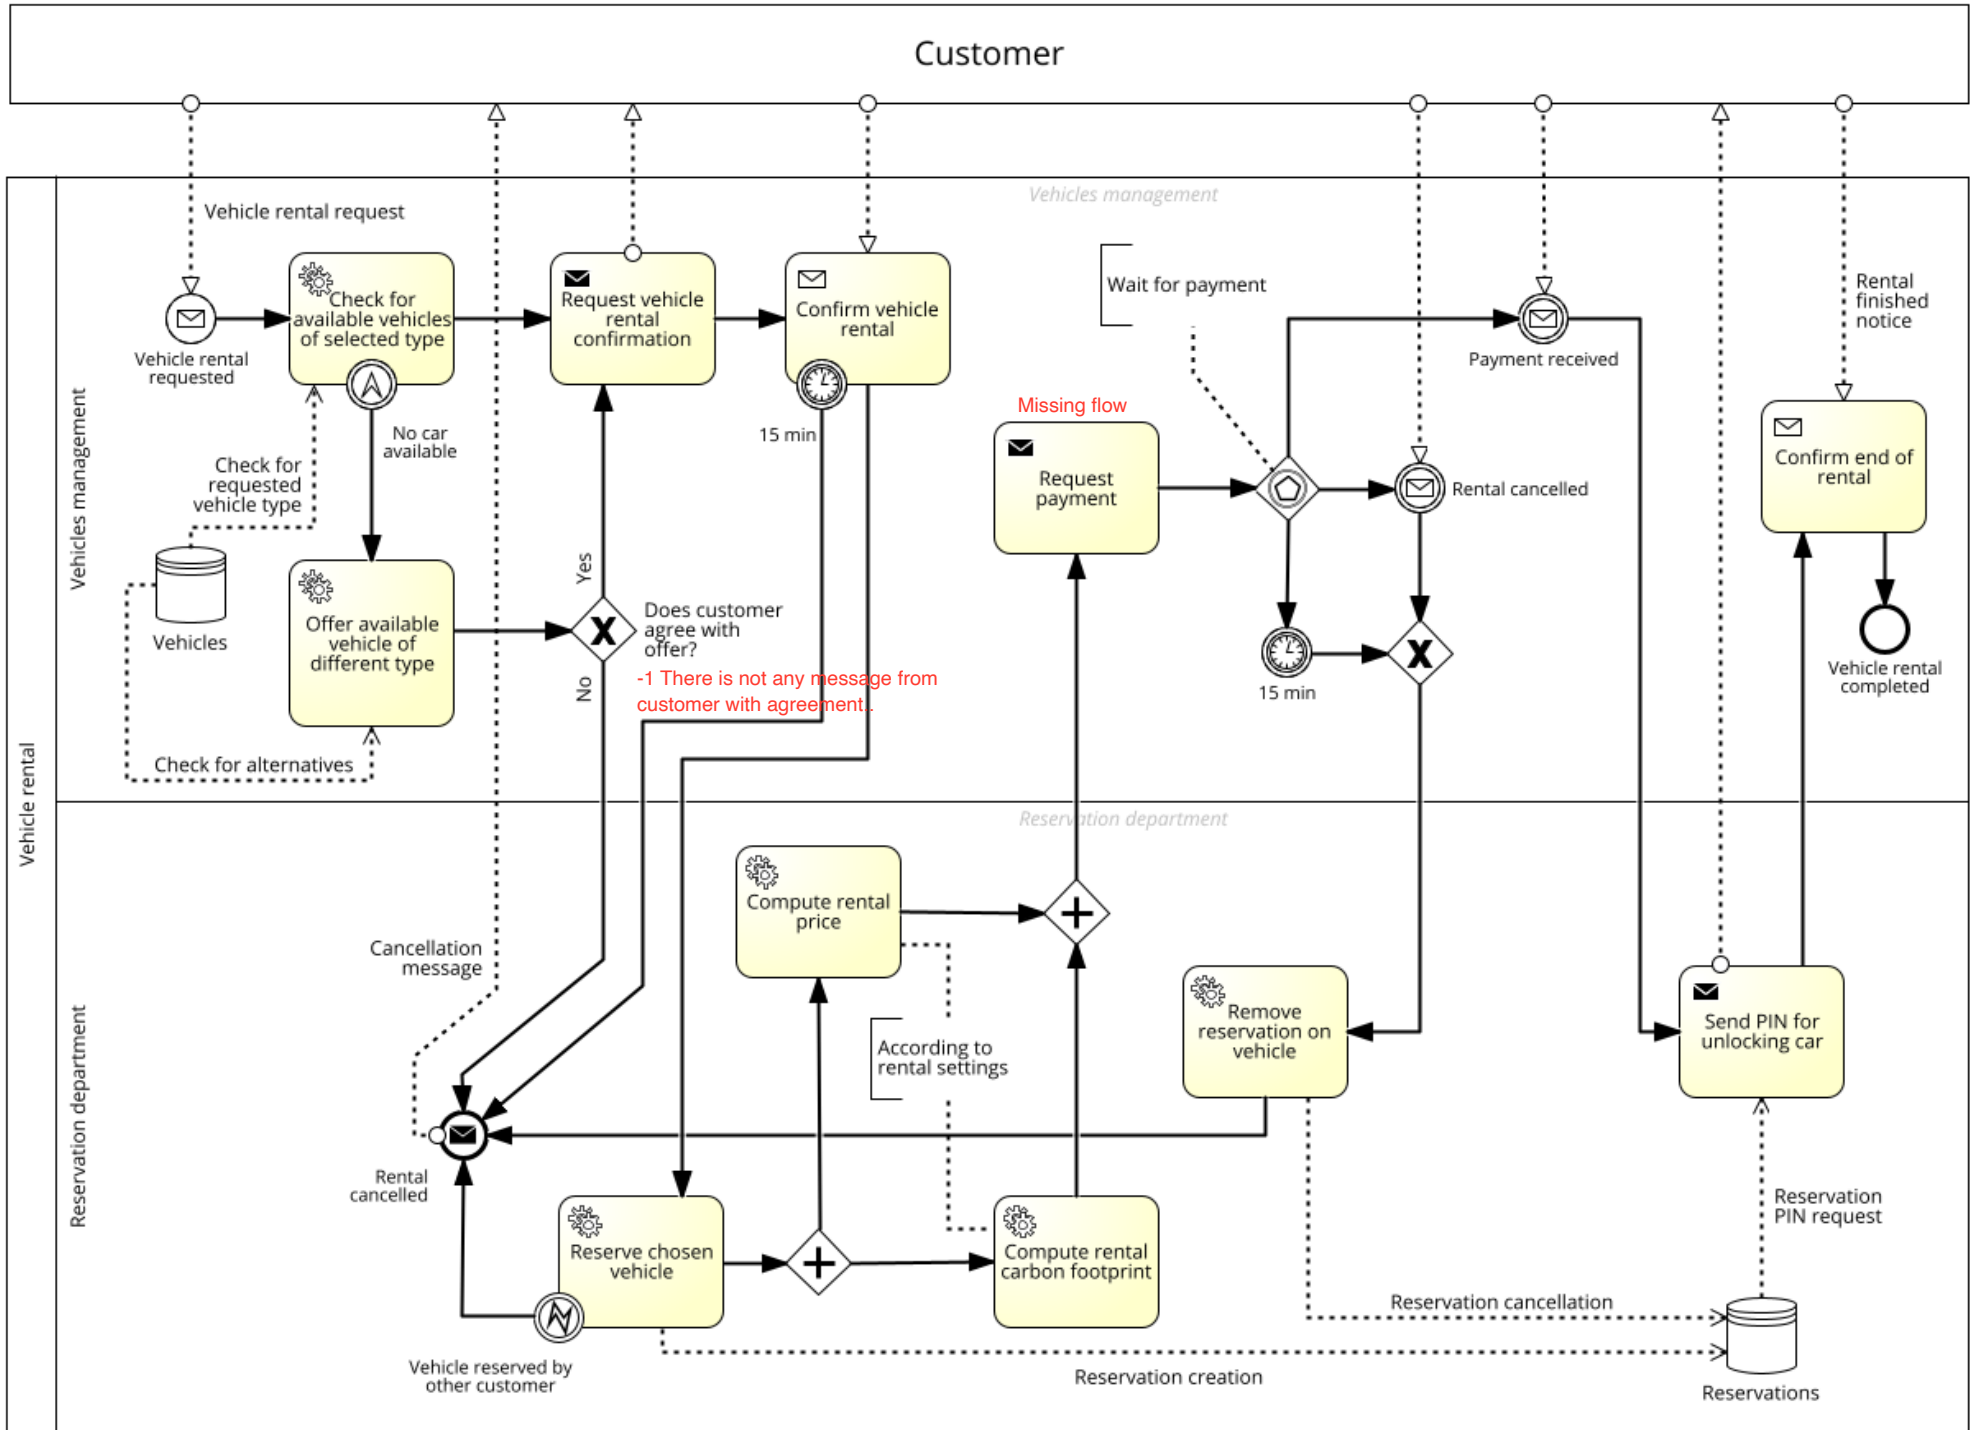 Customer
Vehicles management
Vehicle rental request
Check for
available vehicles
of selected type
Request vehicle
rental
confirmation
Confirm vehicle
rental
Wait for payment
Rental
finished
notice
Vehicle rental
requested
Payment received
No car
available
15 min
Missing flow
Check for
requested
vehicle type
Request
payment
Rental cancelled
Confirm end of
rental
Vehicles management
Yes
Vehicles
Offer available
vehicle of
different type
Does customer
agree with
offer?
No
-1 There is not any message from
customer with agreement..
15 min
Vehicle rental
completed
Check for alternatives
Vehicle rental
Reservation department
Compute rental
price
Cancellation
message
According to
rental settings
Remove
reservation on
vehicle
Send PIN for
unlocking car
Reservation department
Rental
cancelled
Reserve chosen
vehicle
Compute rental
carbon footprint
Reservation
PIN request
Reservation cancellation
Vehicle reserved by
other customer
Reservation creation
Reservations